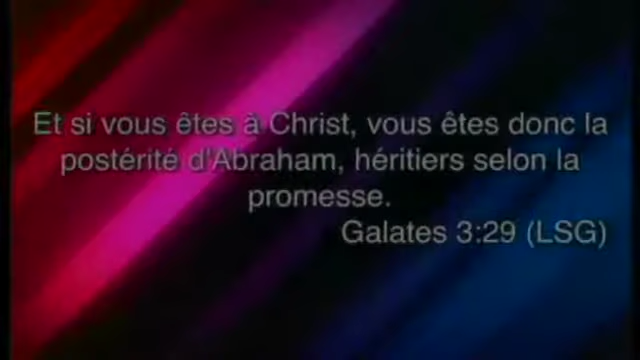 Et si vous êtes à Christ, vous êtes donc la
postérité d'Abraham, héritiers selon la
promesse.
Galates 3:29 (LSG)